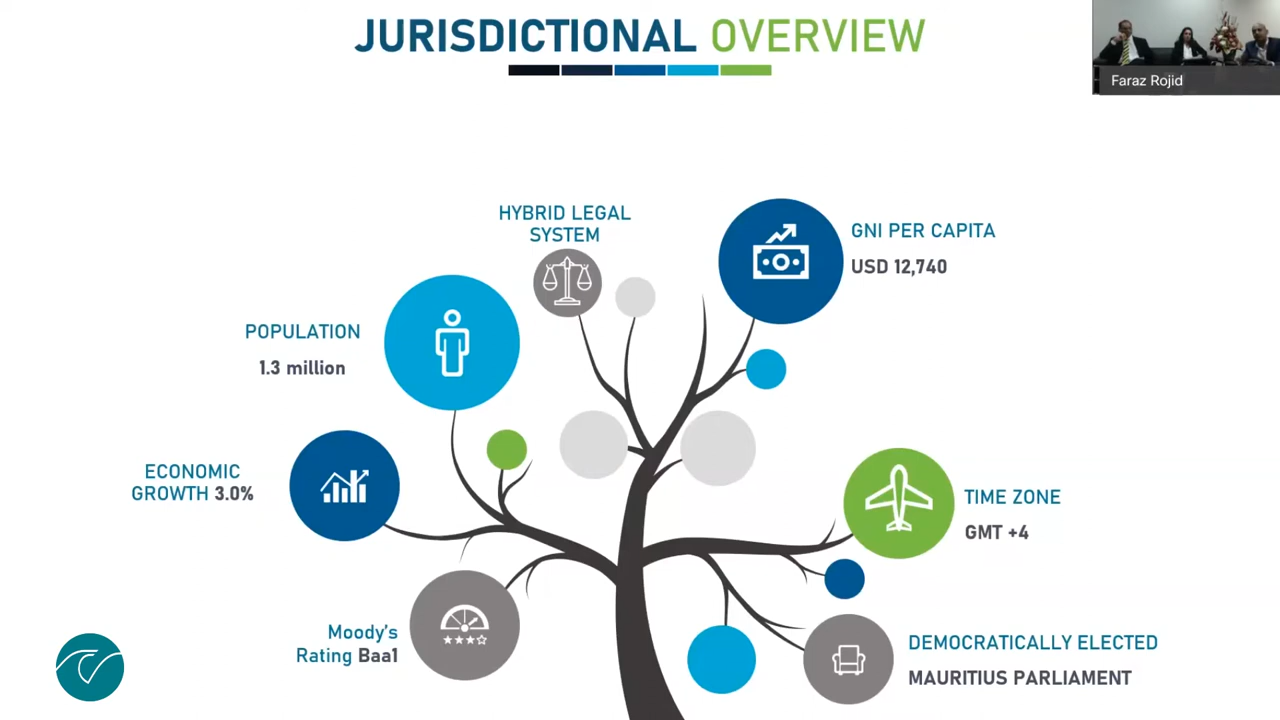 JURISDICTIONAL OVERVIEW
Faraz Rojid
HYBRID LEGAL
SYSTEM
GNI PER CAPITA
USD 12,740
POPULATION
1.3 million
ECONOMIC
GROWTH 3.0%
TIME ZONE
GMT +4
Moody's
Rating Baa1
DEMOCRATICALLY ELECTED
MAURITIUS PARLIAMENT